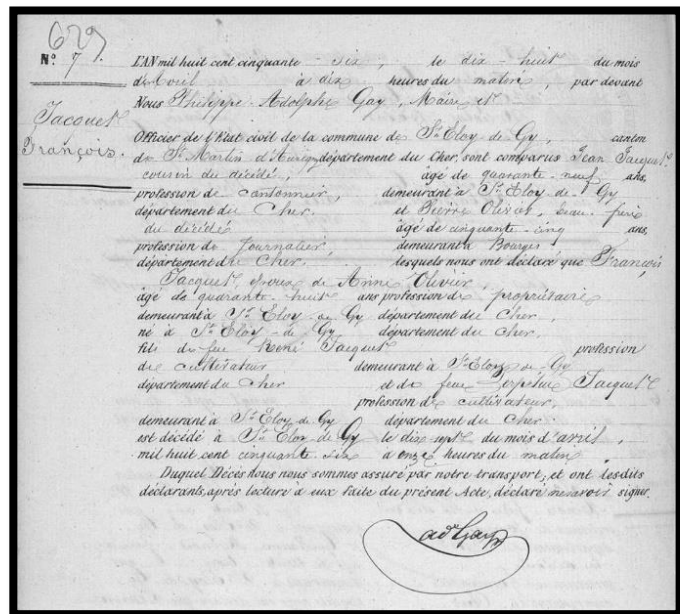 629
N.° 7.
L'AN mil huit cent cinquante - six, le dix - huit du mois
d'avril à dix heures du matin, par devant
Nous Philippe - Adolphe Gay, Maire et
Jacquet
François.
Officier de l'Etat civil de la commune de St Eloy - de Gy, canton
de St Martin d'Auxigny département du Cher, sont comparus Jean Jacquet
cousin du décédé, âgé de quarante - neuf ans,
profession de Cantonnier, demeurant à St Eloy de Gy
département du Cher. et Pierre Olivier, beau - frère
du décédé âgé de cinquante - cinq ans,
profession de Journalier, demeurant à Bourges
département du Cher. lesquels nous ont déclaré que François
Jacquet, époux de Anne Olivier,
âgé de quarante - huit ans profession de propriétaire
demeurant à St Eloy - de Gy département du Cher,
né à St Eloy - de Gy département du Cher.
fils de feu René Jacquet profession
de cultivateur demeurant à St Eloy de Gy
département du Cher et de feue Jacquet
profession de cultivateur,
demeurant à St Eloy de Gy département du Cher
est décédé à St Eloy de Gy le dix sept du mois d'avril,
mil huit cent cinquante - six à onze heures du matin
Duquel Décès nous nous sommes assuré par notre transport, et ont lesdits
déclarants, après lecture à eux faite du présent Acte, déclaré ne savoir signer.
adGay